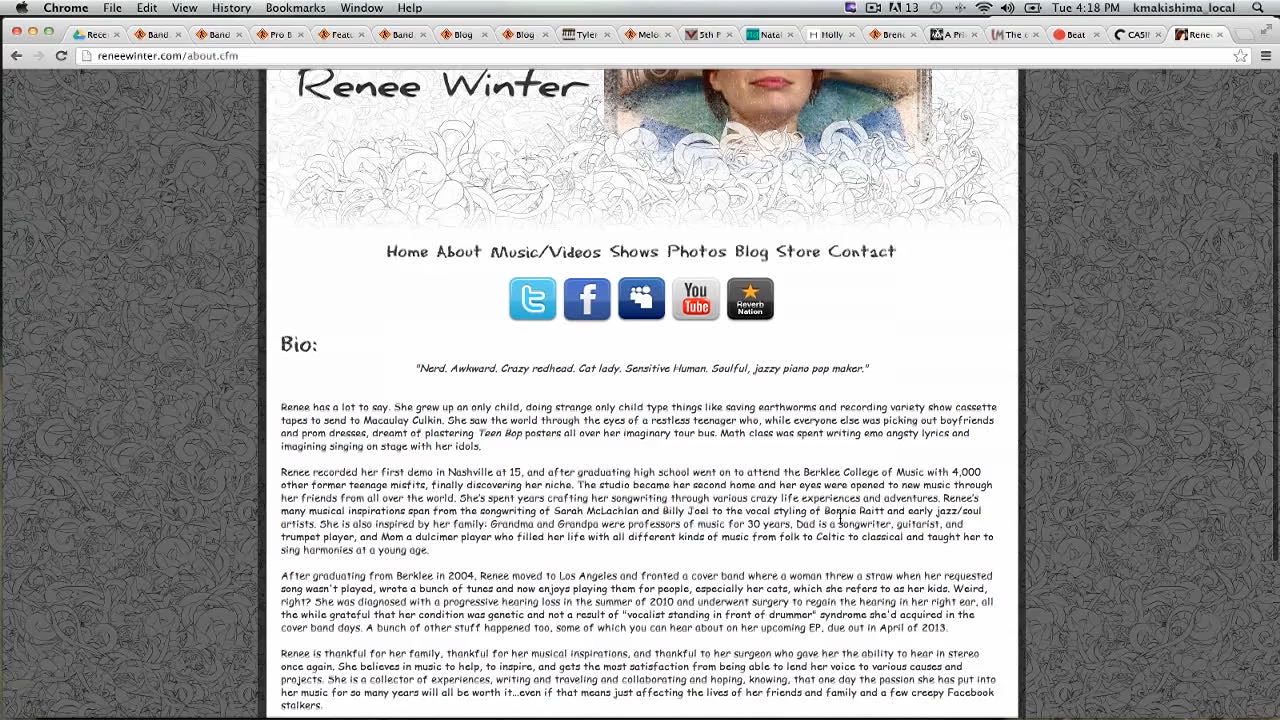 Chrome File Edit View History Bookmarks Window Help 13 Tue 4:18 PM kmakishima_local
Rece Band Band Pro B Featu Band Blog Blog Tyler Melo 5th F Natal Holly Bren A Pri The c Beat CASH Rene
reneewinter.com/about.cfm
Renee Winter
Home About Music/Videos Shows Photos Blog Store Contact
You Tube Reverb Nation
Bio:
"Nerd. Awkward. Crazy redhead. Cat lady. Sensitive Human. Soulful, jazzy piano pop maker."
Renee has a lot to say. She grew up an only child, doing strange only child type things like saving earthworms and recording variety show cassette
tapes to send to Macaulay Culkin. She saw the world through the eyes of a restless teenager who, while everyone else was picking out boyfriends
and prom dresses, dreamt of plastering Teen Bop posters all over her imaginary tour bus. Math class was spent writing emo angsty lyrics and
imagining singing on stage with her idols.
Renee recorded her first demo in Nashville at 15, and after graduating high school went on to attend the Berklee College of Music with 4,000
other former teenage misfits, finally discovering her niche. The studio became her second home and her eyes were opened to new music through
her friends from all over the world. She's spent years crafting her songwriting through various crazy life experiences and adventures. Renee's
many musical inspirations span from the songwriting of Sarah McLachlan and Billy Joel to the vocal styling of Bonnie Raitt and early jazz/soul
artists. She is also inspired by her family: Grandma and Grandpa were professors of music for 30 years, Dad is a songwriter, guitarist, and
trumpet player, and Mom a dulcimer player who filled her life with all different kinds of music from folk to Celtic to classical and taught her to
sing harmonies at a young age.
After graduating from Berklee in 2004, Renee moved to Los Angeles and fronted a cover band where a woman threw a straw when her requested
song wasn't played, wrote a bunch of tunes and now enjoys playing them for people, especially her cats, which she refers to as her kids. Weird,
right? She was diagnosed with a progressive hearing loss in the summer of 2010 and underwent surgery to regain the hearing in her right ear, all
the while grateful that her condition was genetic and not a result of "vocalist standing in front of drummer" syndrome she'd acquired in the
cover band days. A bunch of other stuff happened too, some of which you can hear about on her upcoming EP, due out in April of 2013.
Renee is thankful for her family, thankful for her musical inspirations, and thankful to her surgeon who gave her the ability to hear in stereo
once again. She believes in music to help, to inspire, and gets the most satisfaction from being able to lend her voice to various causes and
projects. She is a collector of experiences, writing and traveling and collaborating and hoping, knowing, that one day the passion she has put into
her music for so many years will all be worth it...even if that means just affecting the lives of her friends and family and a few creepy Facebook
stalkers.